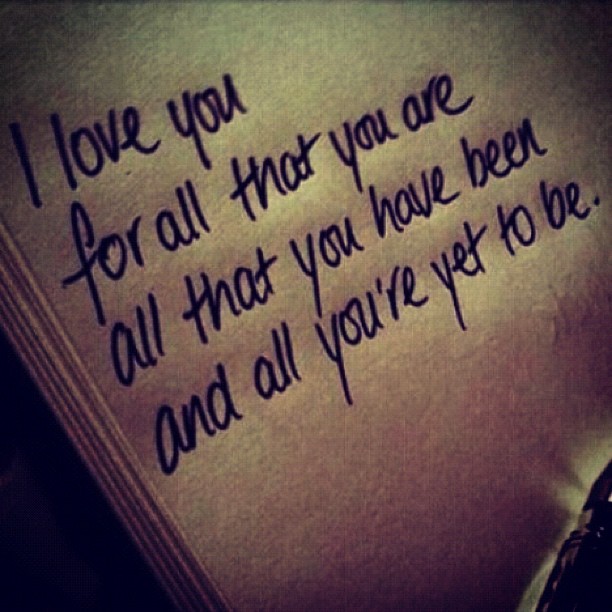 I love you
for all that you are
all that you have been
and all you're yet to be.